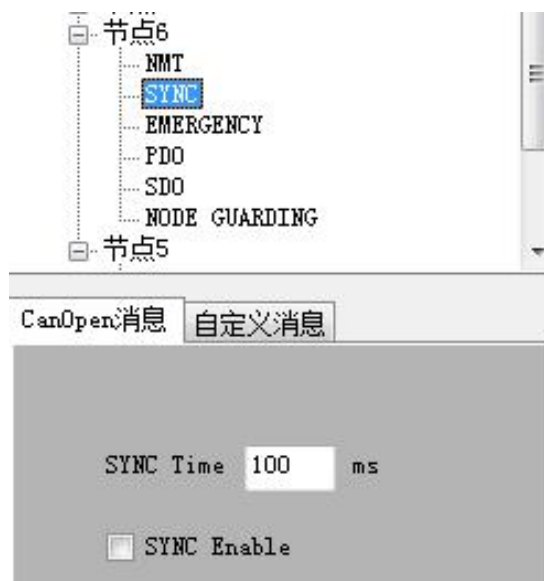 节点6
NMT
SYNC
EMERGENCY
PDO
SDO
NODE GUARDING
节点5
CanOpen消息 自定义消息
SYNC Time 100 ms
SYNC Enable